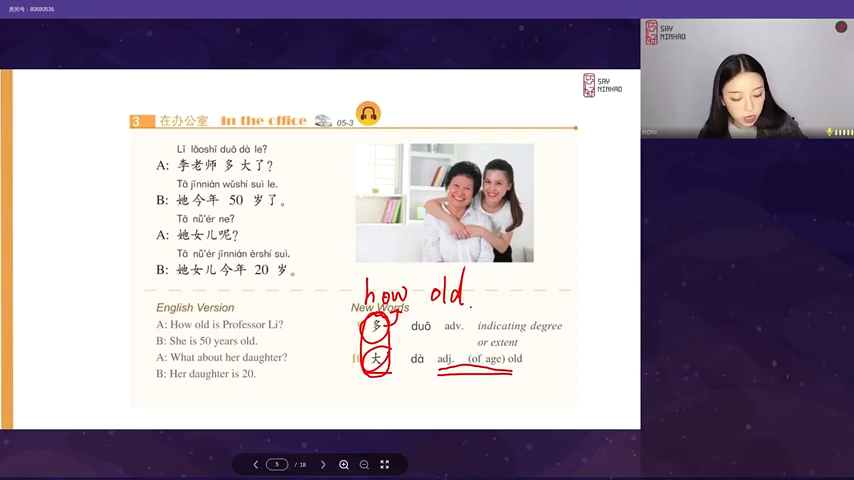 房间号：80680536
SAY
NINHAO
SAY
NINHAO
3 在办公室 In the office 05-3
Lǐ lǎoshī duō dà le?
A: 李老师 多 大了？
Tā jīnnián wǔshí suì le.
B: 她今年 50 岁了。
Tā nǚ'ér ne?
A: 她女儿呢？
Tā nǚ'ér jīnnián èrshí suì.
B: 她女儿今年 20 岁。
how old.
English Version
A: How old is Professor Li?
B: She is 50 years old.
A: What about her daughter?
B: Her daughter is 20.
New Words
多 duō adv. indicating degree
or extent
10 大 dà adj. (of age) old
5 / 18